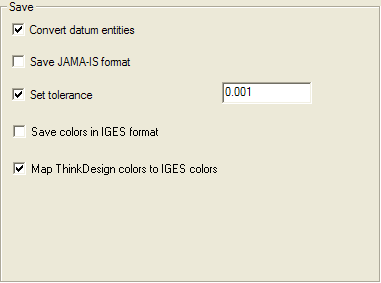 Save
Convert datum entities
Save JAMA-IS format
Set tolerance 0.001
Save colors in IGES format
Map ThinkDesign colors to IGES colors